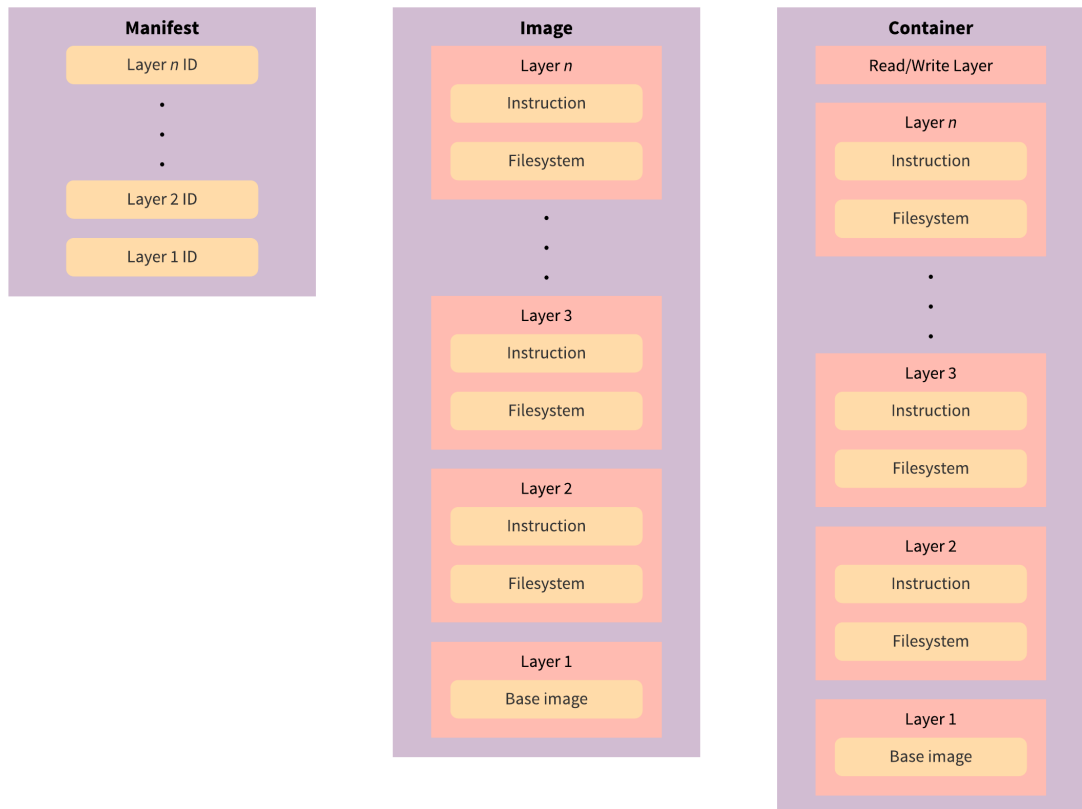 Manifest
Layer n ID
Layer 2 ID
Layer 1 ID
Image
Layer n
Instruction
Filesystem
Layer 3
Instruction
Filesystem
Layer 2
Instruction
Filesystem
Layer 1
Base image
Container
Read/Write Layer
Layer n
Instruction
Filesystem
Layer 3
Instruction
Filesystem
Layer 2
Instruction
Filesystem
Layer 1
Base image